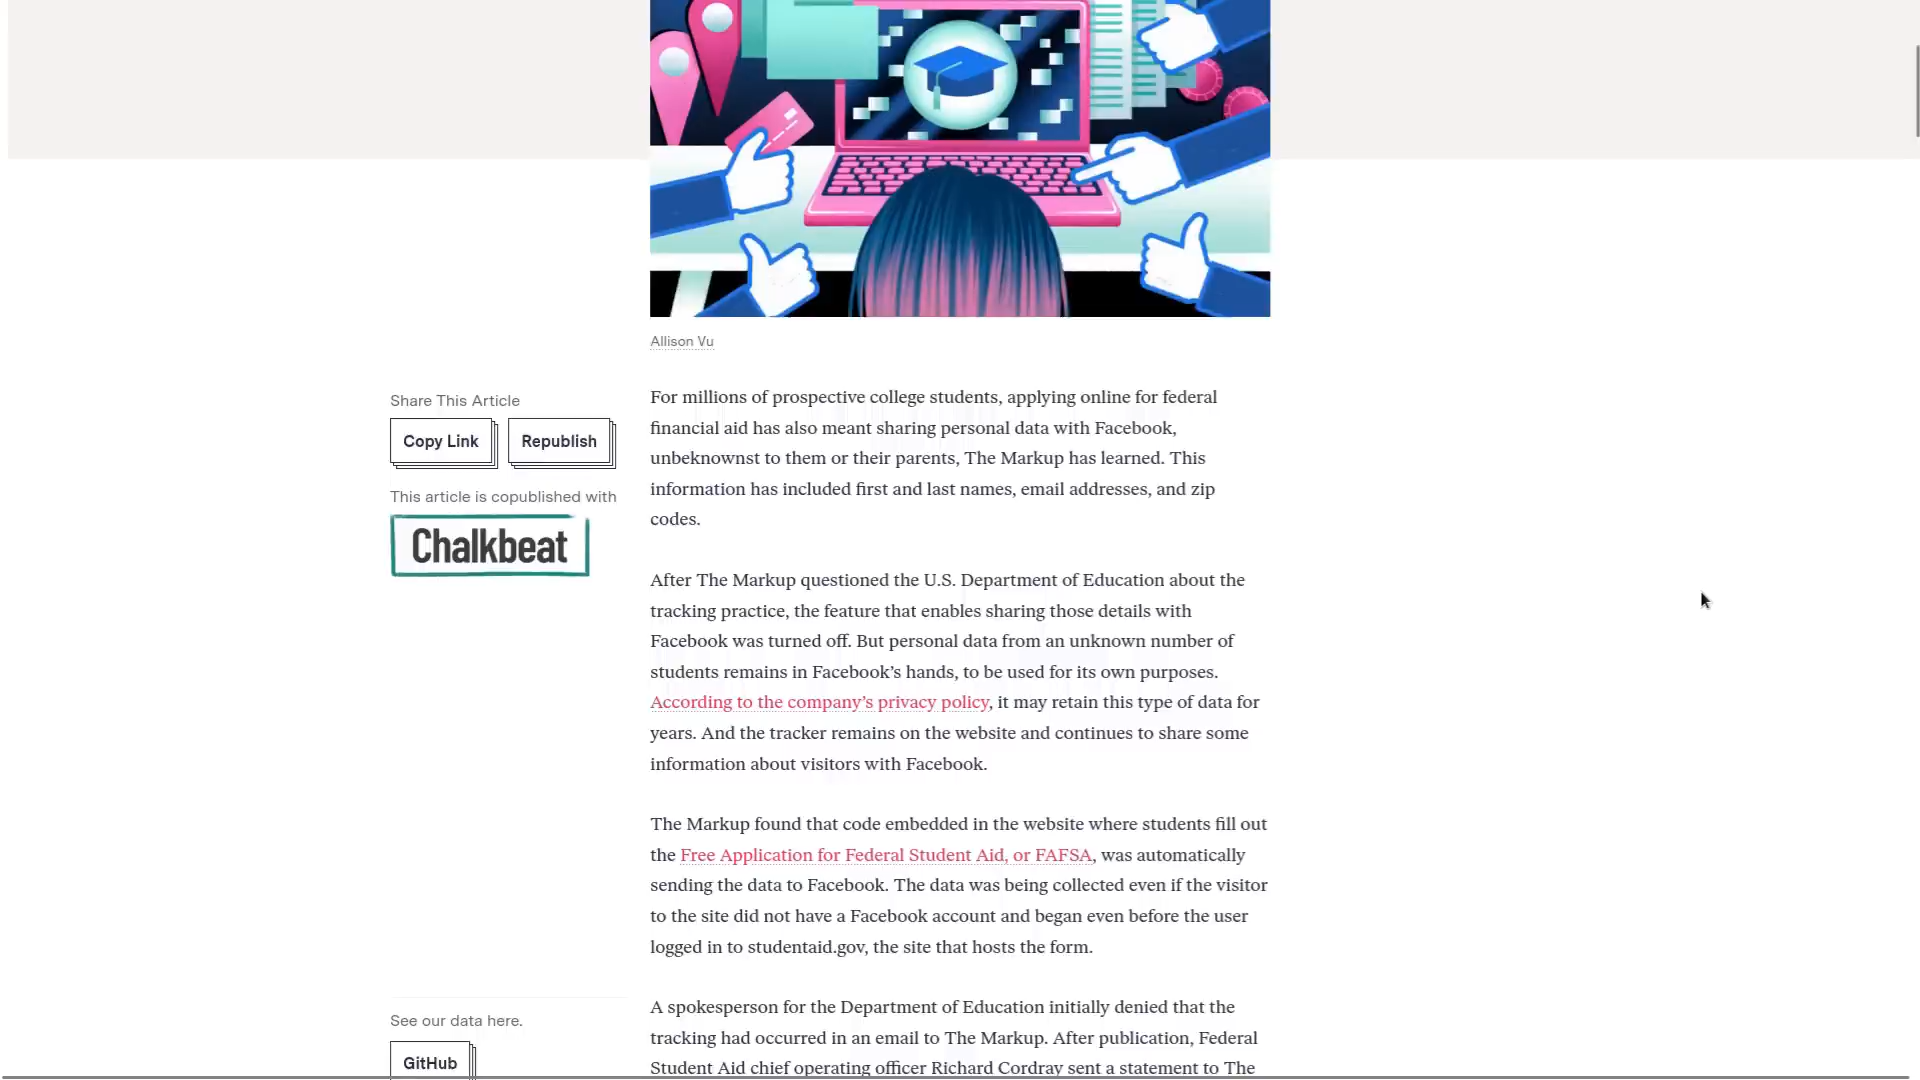 Allison Vu
Share This Article
Copy Link
Republish
This article is copublished with
Chalkbeat
For millions of prospective college students, applying online for federal
financial aid has also meant sharing personal data with Facebook,
unbeknownst to them or their parents, The Markup has learned. This
information has included first and last names, email addresses, and zip
codes.
After The Markup questioned the U.S. Department of Education about the
tracking practice, the feature that enables sharing those details with
Facebook was turned off. But personal data from an unknown number of
students remains in Facebook’s hands, to be used for its own purposes.
According to the company’s privacy policy, it may retain this type of data for
years. And the tracker remains on the website and continues to share some
information about visitors with Facebook.
The Markup found that code embedded in the website where students fill out
the Free Application for Federal Student Aid, or FAFSA, was automatically
sending the data to Facebook. The data was being collected even if the visitor
to the site did not have a Facebook account and began even before the user
logged in to studentaid.gov, the site that hosts the form.
See our data here.
GitHub
A spokesperson for the Department of Education initially denied that the
tracking had occurred in an email to The Markup. After publication, Federal
Student Aid chief operating officer Richard Cordray sent a statement to The